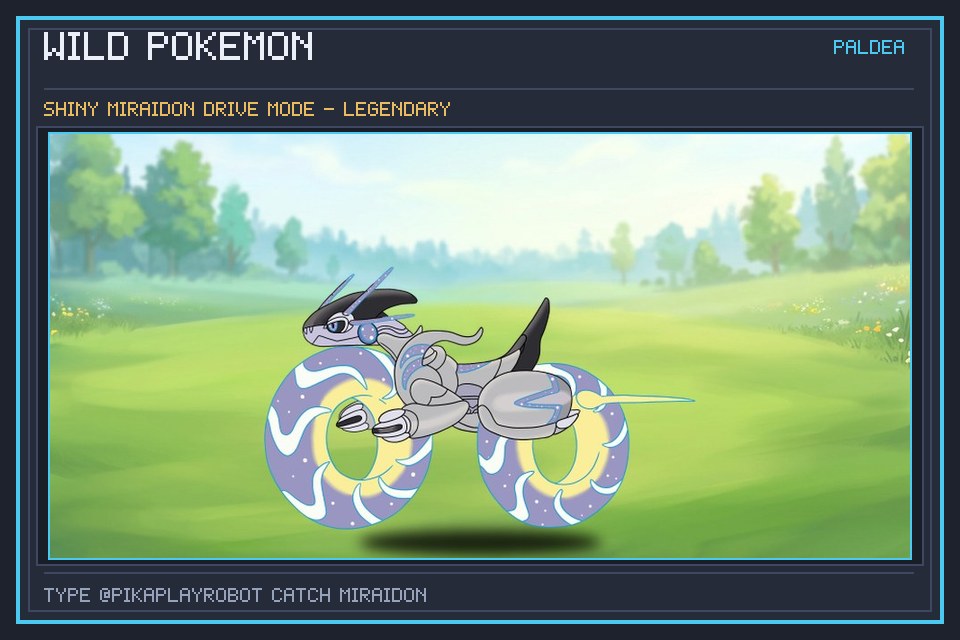 WILD POKEMON
PALDEA
SHINY MIRAIDON DRIVE MODE - LEGENDARY
TYPE @PIKAPLAYROBOT CATCH MIRAIDON